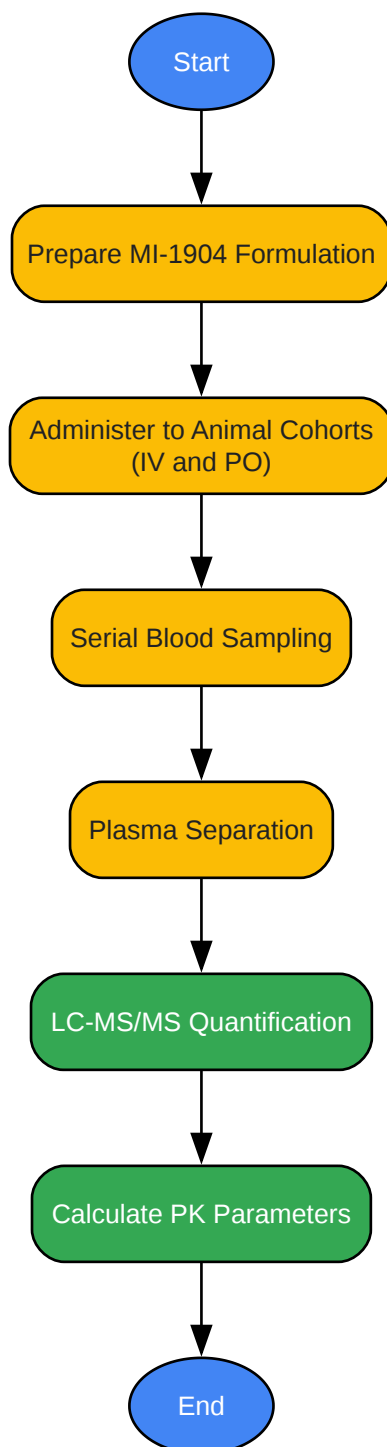 Start
Prepare MI-1904 Formulation
Administer to Animal Cohorts
(IV and PO)
Serial Blood Sampling
Plasma Separation
LC-MS/MS Quantification
Calculate PK Parameters
End